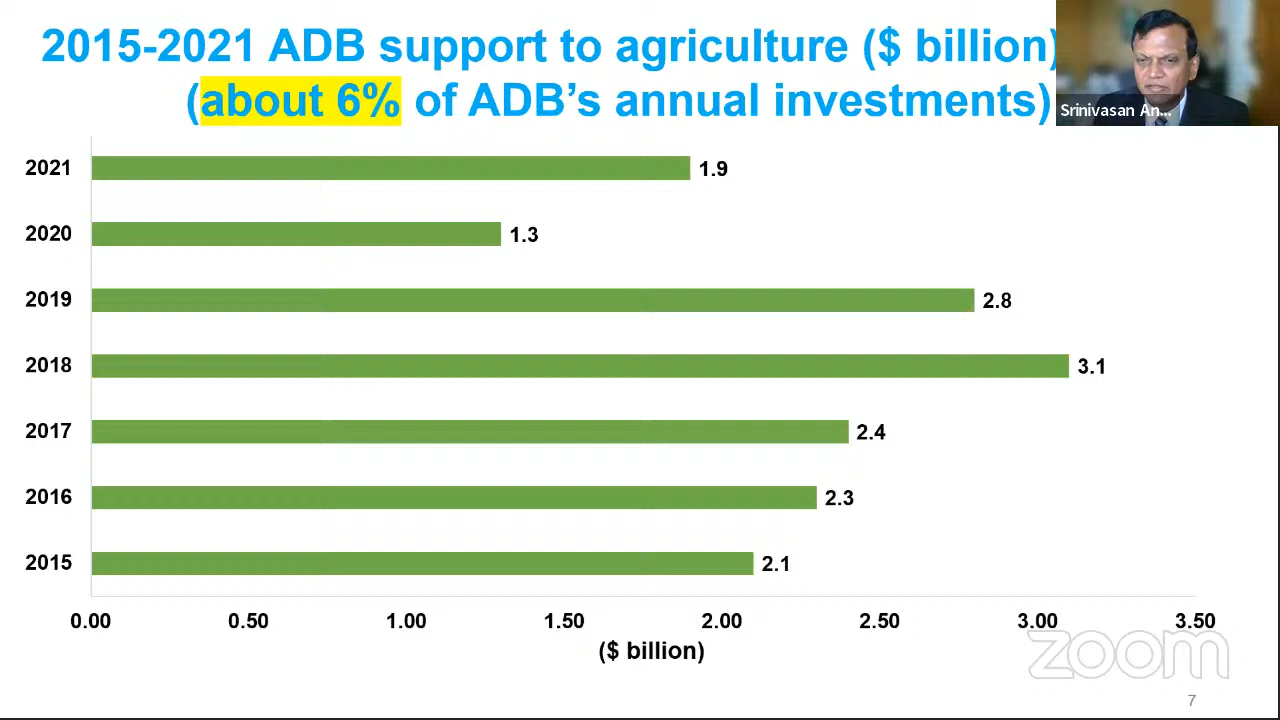 2015-2021 ADB support to agriculture ($ billion)
(about 6% of ADB's annual investments)
Srinivasan An...
2021 1.9
2020 1.3
2019 2.8
2018 3.1
2017 2.4
2016 2.3
2015 2.1
0.00 0.50 1.00 1.50 2.00 2.50 3.00 3.50
($ billion)
zoom
7